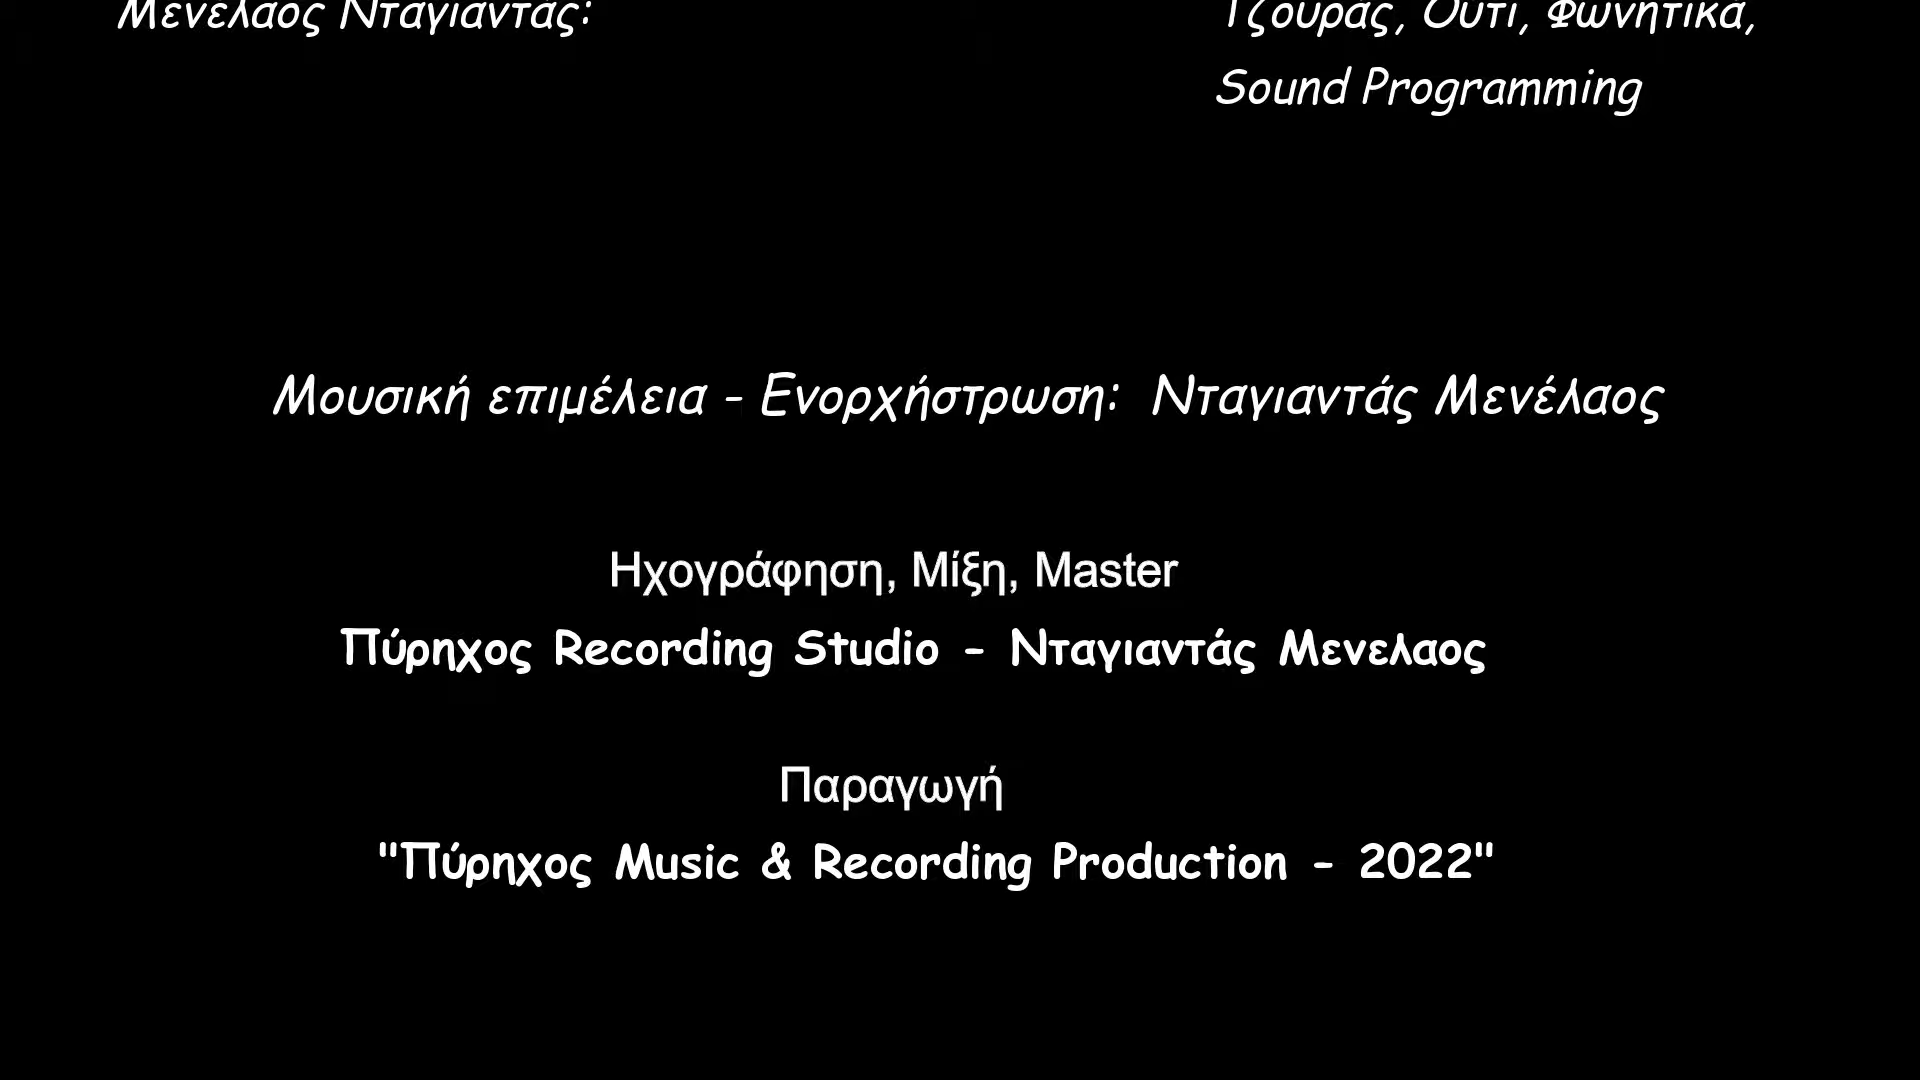 Μενέλαος Νταγιαντάς: Τζουράς, Ούτι, Φωνητικά,
Sound Programming
Μουσική επιμέλεια - Ενορχήστρωση: Νταγιαντάς Μενέλαος
Ηχογράφηση, Μίξη, Master
Πύρηχος Recording Studio - Νταγιαντάς Μενελαος
Παραγωγή
"Πύρηχος Music & Recording Production - 2022"